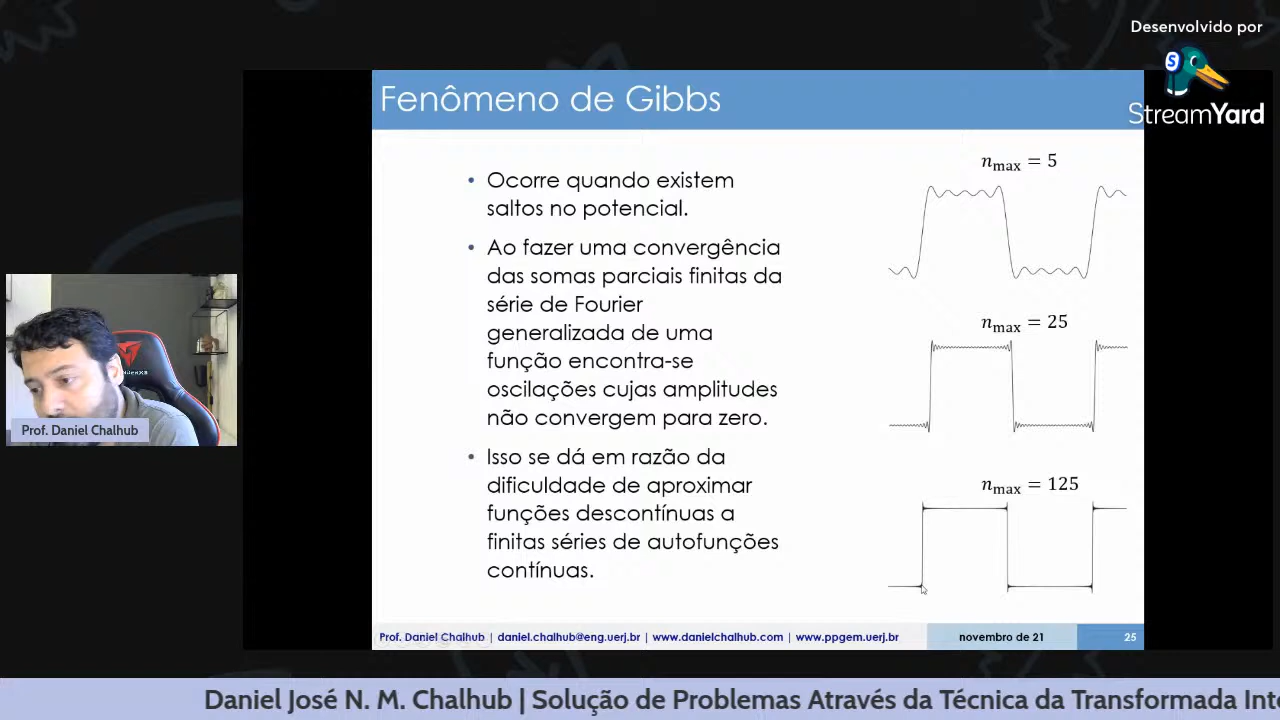 Desenvolvido por
StreamYard
Fenômeno de Gibbs
• Ocorre quando existem
saltos no potencial.
• Ao fazer uma convergência
das somas parciais finitas da
série de Fourier
generalizada de uma
função encontra-se
oscilações cujas amplitudes
não convergem para zero.
• Isso se dá em razão da
dificuldade de aproximar
funções descontínuas a
finitas séries de autofunções
contínuas.
n_max = 5
n_max = 25
n_max = 125
Prof. Daniel Chalhub
Prof. Daniel Chalhub | daniel.chalhub@eng.uerj.br | www.danielchalhub.com | www.ppgem.uerj.br
novembro de 21
25
Daniel José N. M. Chalhub | Solução de Problemas Através da Técnica da Transformada Inte